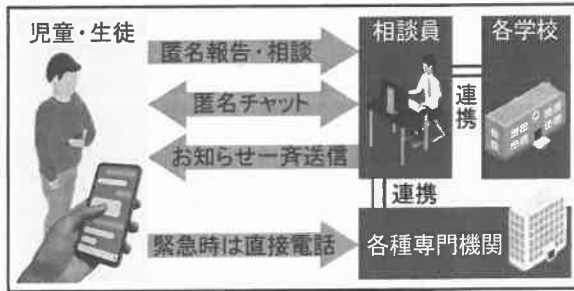 児童・生徒
匿名報告・相談
匿名チャット
お知らせ一斉送信
緊急時は直接電話
相談員
各学校
連携
連携
各種専門機関